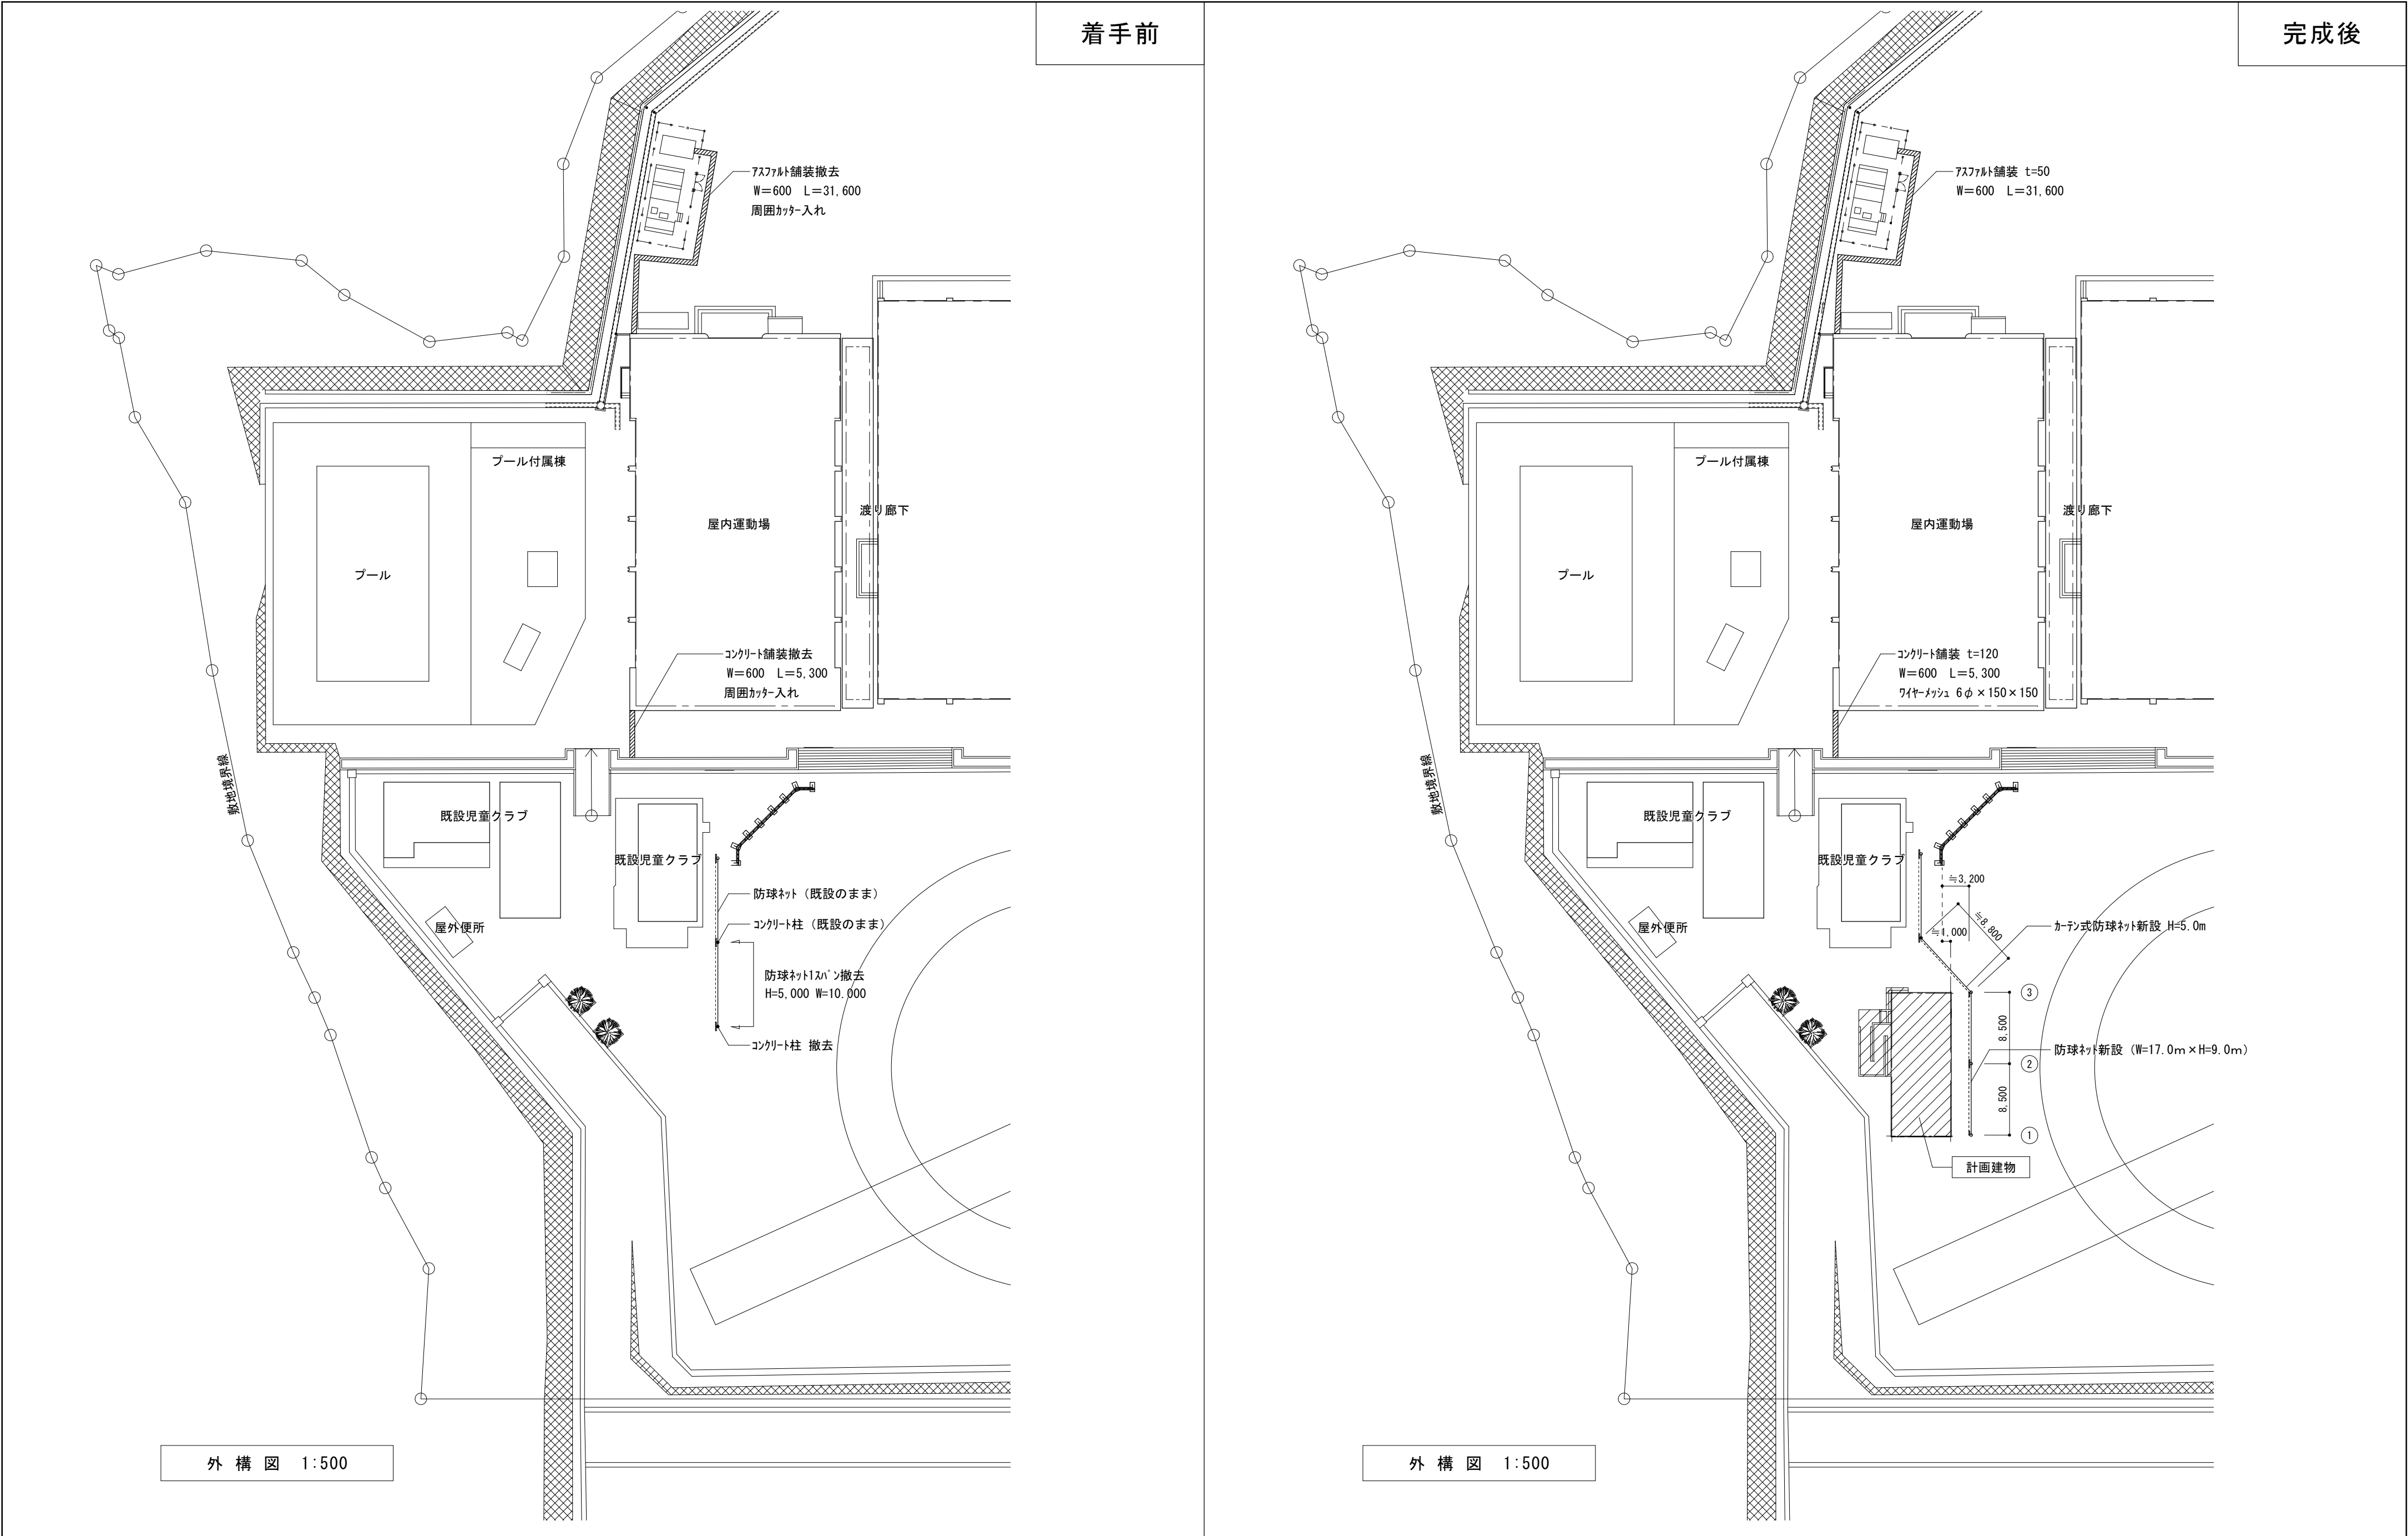 着手前
アスファルト舗装撤去
W=600 L=31,600
周囲カッター入れ
プール付属棟
渡り廊下
屋内運動場
プール
コンクリート舗装撤去
W=600 L=5,300
周囲カッター入れ
敷地境界線
既設児童クラブ
既設児童クラブ
防球ネット（既設のまま）
コンクリート柱（既設のまま）
屋外便所
防球ネット1スパン撤去
H=5,000 W=10,000
コンクリート柱 撤去
外構図 1:500
完成後
アスファルト舗装 t=50
W=600 L=31,600
プール付属棟
渡り廊下
屋内運動場
プール
コンクリート舗装 t=120
W=600 L=5,300
ワイヤーメッシュ 6φ×150×150
敷地境界線
既設児童クラブ
既設児童クラブ
≒3,200
≒8,800
≒1,000
カーテン式防球ネット新設 H=5.0m
屋外便所
③
8,500
防球ネット新設（W=17.0m×H=9.0m）
②
8,500
①
計画建物
外構図 1:500